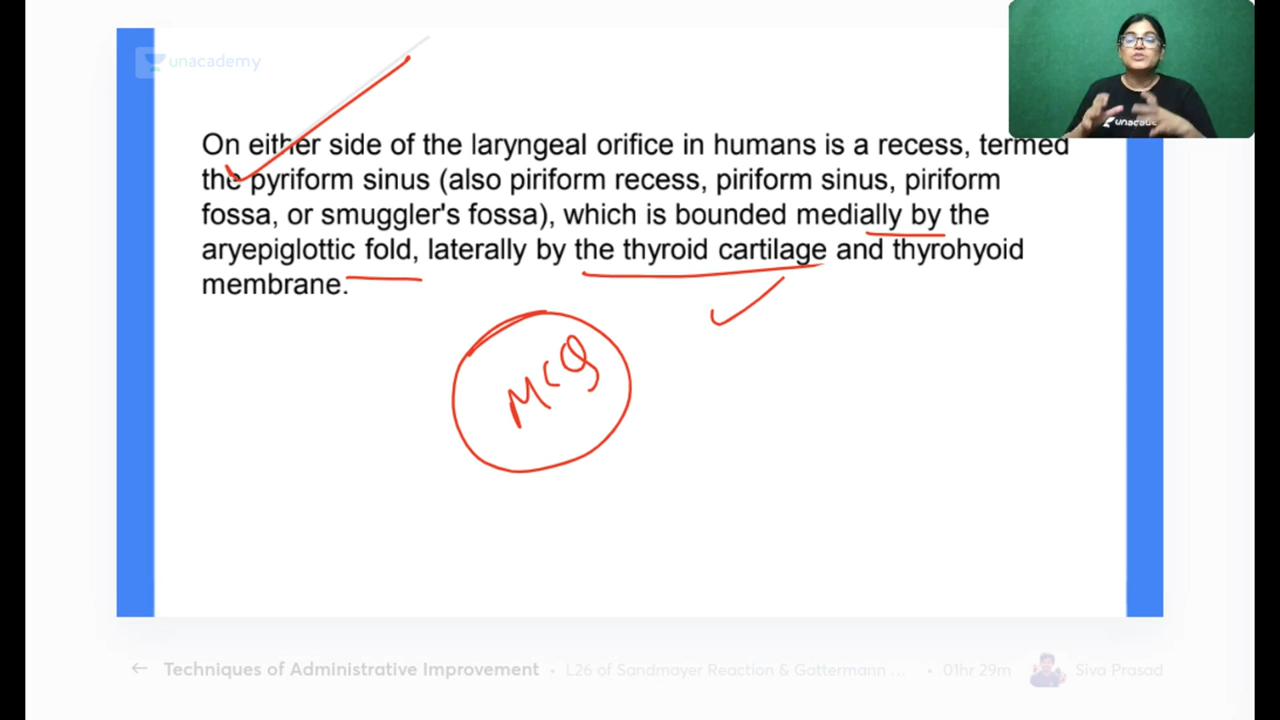 unacademy
On either side of the laryngeal orifice in humans is a recess, termed
the pyriform sinus (also piriform recess, piriform sinus, piriform
fossa, or smuggler's fossa), which is bounded medially by the
aryepiglottic fold, laterally by the thyroid cartilage and thyrohyoid
membrane.
MCQ
unacade
← Techniques of Administrative Improvement • L26 of Sandmayer Reaction & Gattermann ... • 01hr 29m Siva Prasad